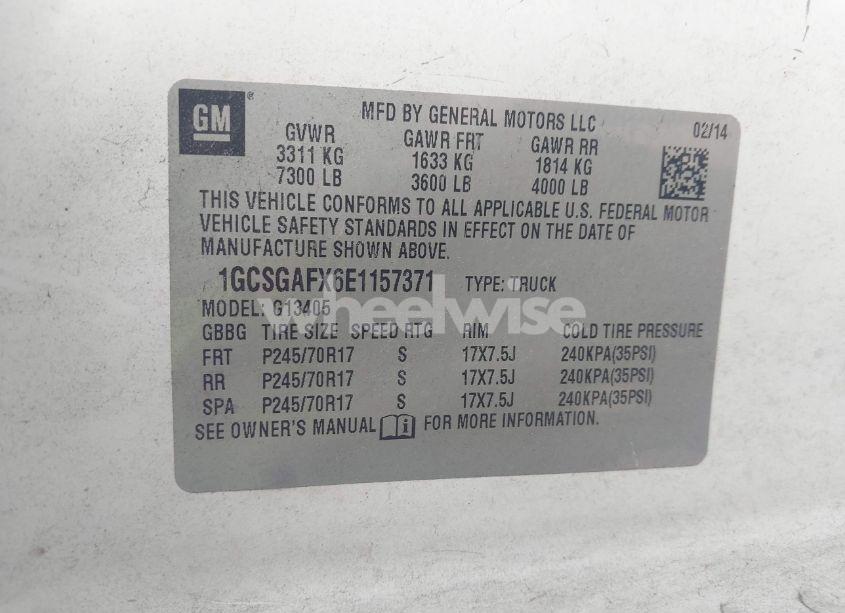 GM ®
MFD BY GENERAL MOTORS LLC 02/14
GVWR GAWR FRT GAWR RR
3311 KG 1633 KG 1814 KG
7300 LB 3600 LB 4000 LB
THIS VEHICLE CONFORMS TO ALL APPLICABLE U.S. FEDERAL MOTOR
VEHICLE SAFETY STANDARDS IN EFFECT ON THE DATE OF
MANUFACTURE SHOWN ABOVE.
1GCSGAFX6E1157371 TYPE: TRUCK
wheelwise
MODEL: G13405
GBBG TIRE SIZE SPEED RTG RIM COLD TIRE PRESSURE
FRT P245/70R17 S 17X7.5J 240KPA(35PSI)
RR P245/70R17 S 17X7.5J 240KPA(35PSI)
SPA P245/70R17 S 17X7.5J 240KPA(35PSI)
SEE OWNER'S MANUAL i FOR MORE INFORMATION.